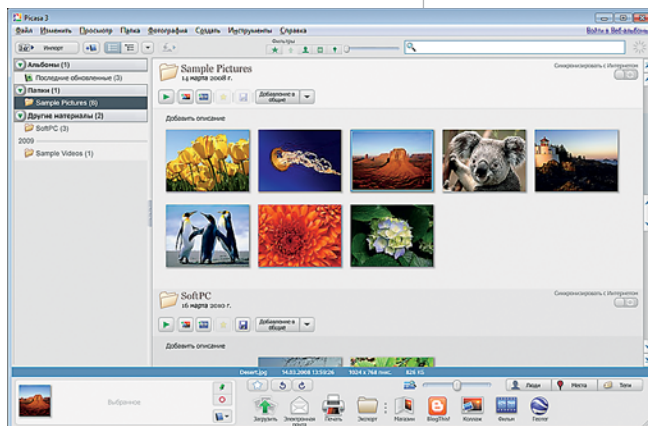 Picasa 3
Файл Изменить Просмотр Папка Фотография Создать Инструменты Справка
Войти в Веб-альбомы
Импорт
Фильтры
Альбомы (1)
Последние обновленные (3)
Папки (1)
Sample Pictures (8)
Другие материалы (2)
SoftPC (3)
2009
Sample Videos (1)
Sample Pictures
14 марта 2008 г.
Синхронизировать с Интернетом
Добавление в общие
Добавить описание
SoftPC
16 марта 2010 г.
Синхронизировать с Интернетом
Добавление в общие
Добавить описание
Desert.jpg 14.03.2008 13:59:26 1024 x 768 пикс. 826 КБ
Выбранное
Люди Места Теги
Загрузить Электронная почта Печать Экспорт Магазин BlogThis! Коллаж Фильм